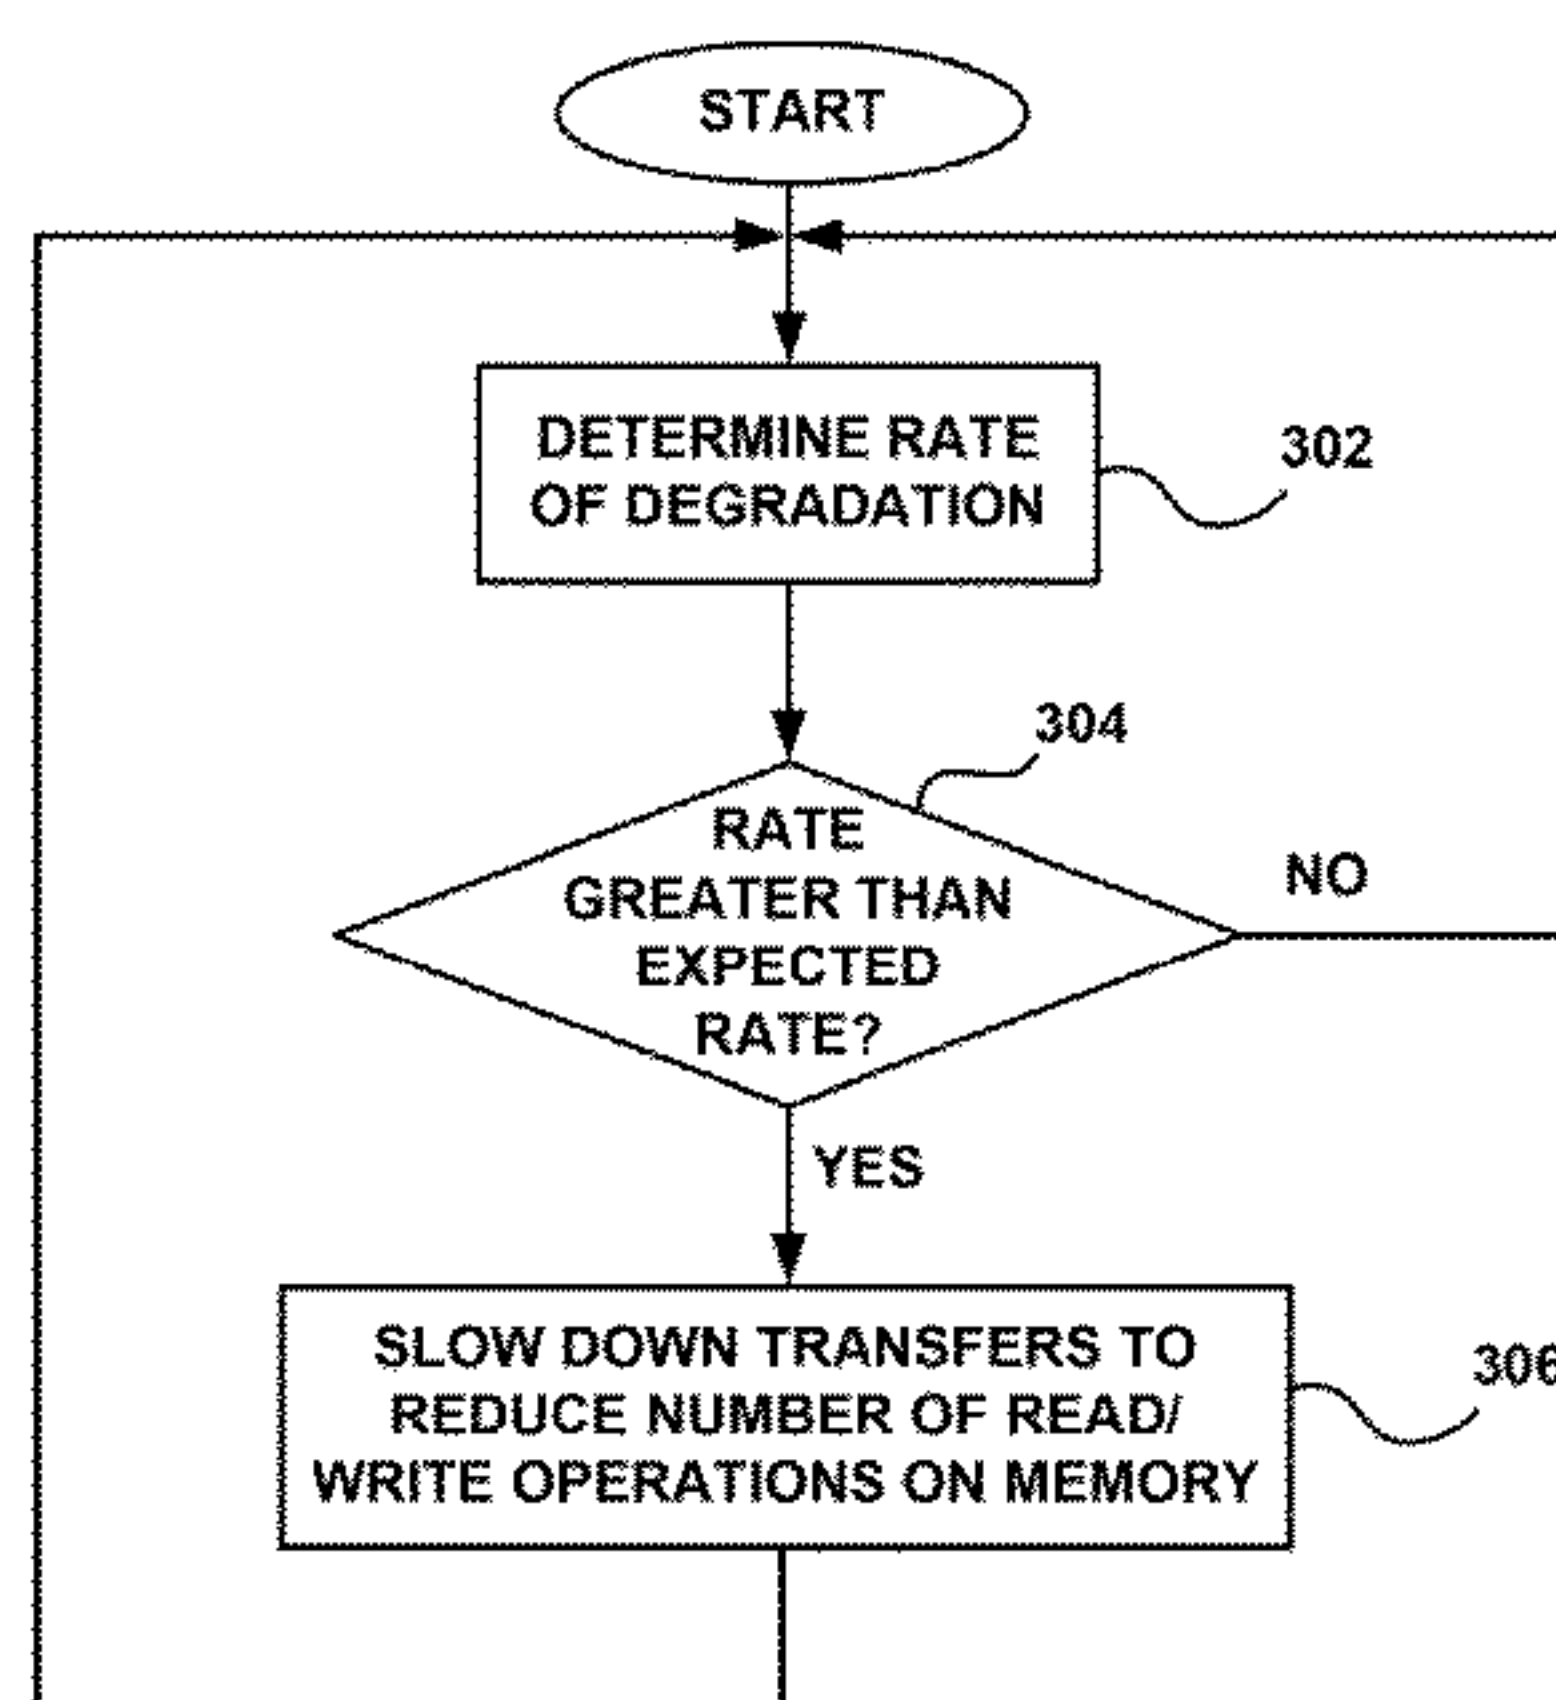 START
DETERMINE RATE
OF DEGRADATION
302
304
RATE
GREATER THAN
EXPECTED
RATE?
NO
YES
SLOW DOWN TRANSFERS TO
REDUCE NUMBER OF READ/
WRITE OPERATIONS ON MEMORY
306